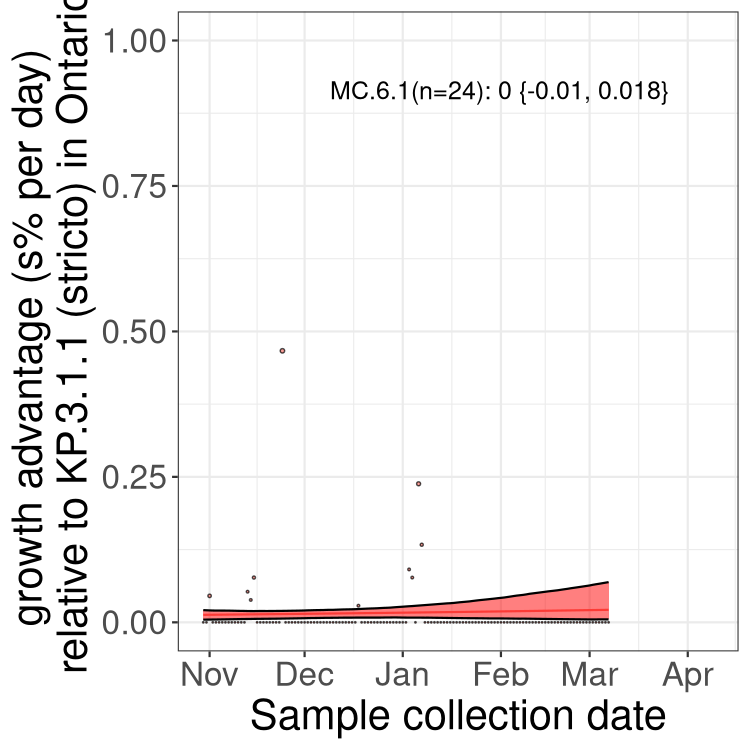 growth advantage (s% per day)
relative to KP.3.1.1 (stricto) in Ontario
1.00
0.75
0.50
0.25
0.00
MC.6.1(n=24): 0 {-0.01, 0.018}
Nov Dec Jan Feb Mar Apr
Sample collection date